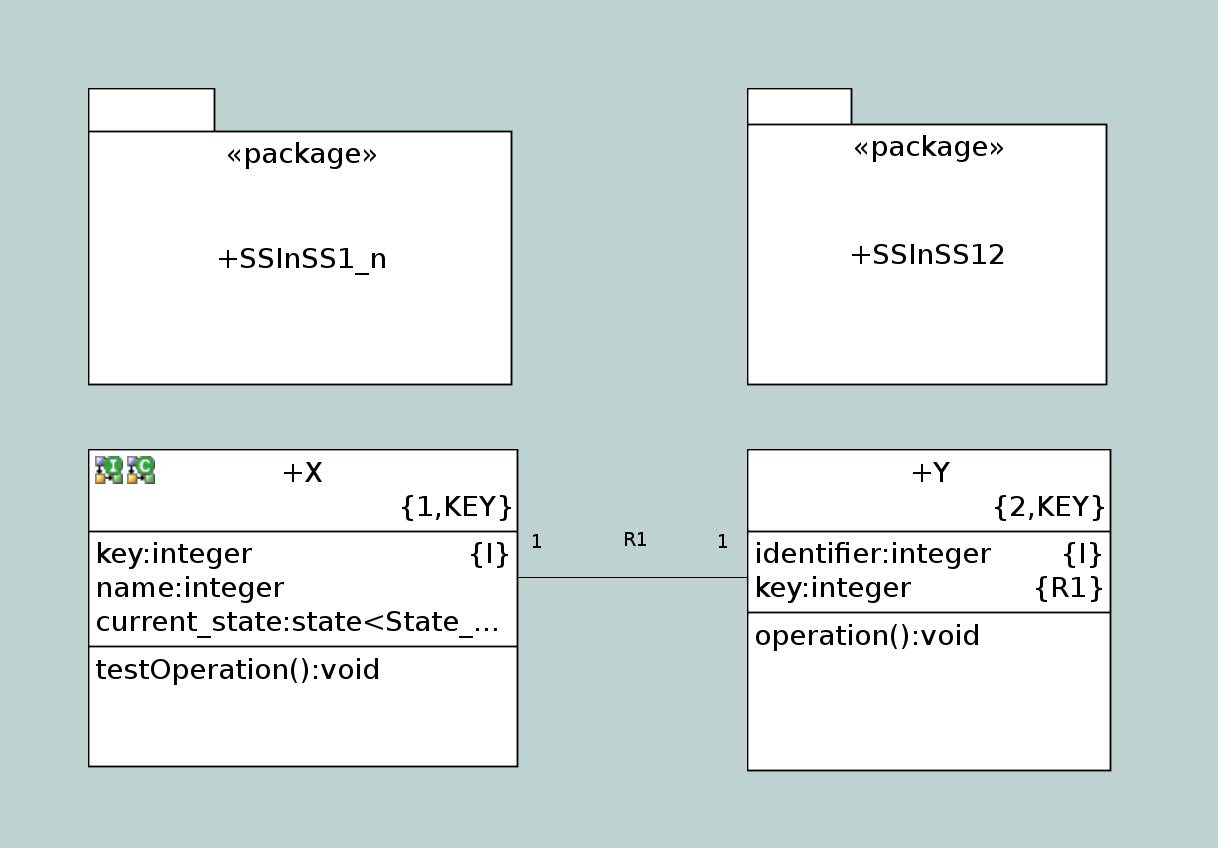 «package»
+SSInSS1_n
«package»
+SSInSS12
I C
+X
{1,KEY}
key:integer {I}
name:integer
current_state:state<State_...
testOperation():void
1 R1 1
+Y
{2,KEY}
identifier:integer {I}
key:integer {R1}
operation():void